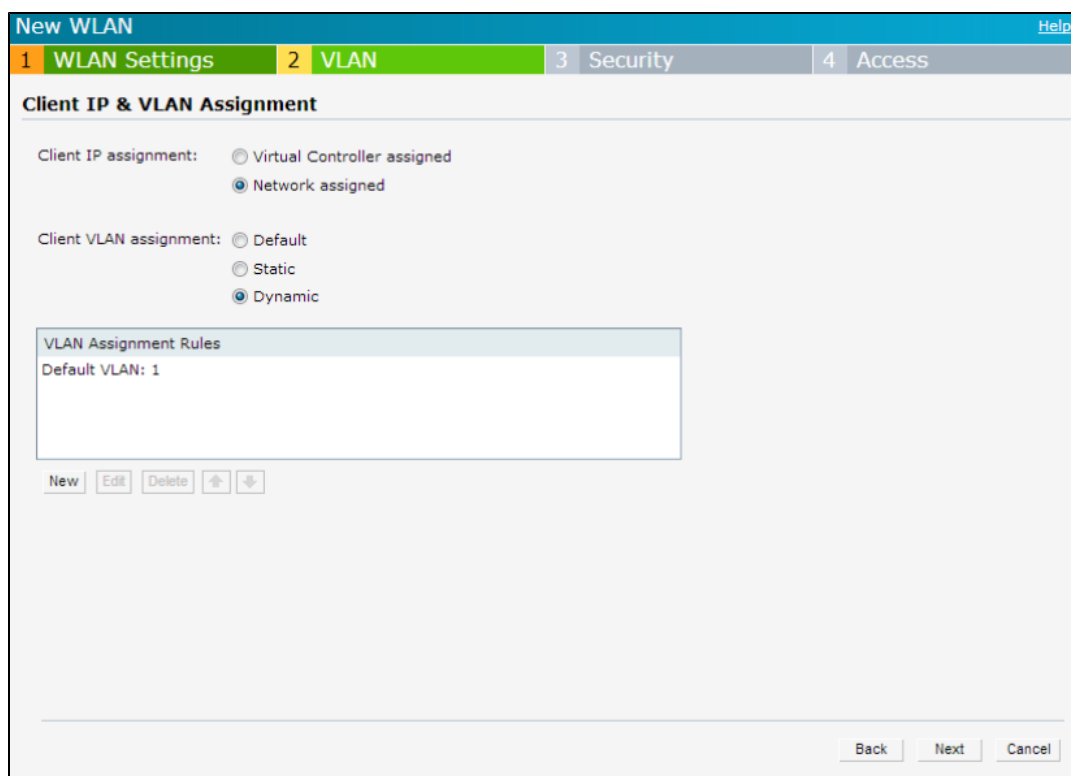 New WLAN Help
1 WLAN Settings 2 VLAN 3 Security 4 Access
Client IP & VLAN Assignment
Client IP assignment: Virtual Controller assigned
Network assigned
Client VLAN assignment: Default
Static
Dynamic
VLAN Assignment Rules
Default VLAN: 1
New Edit Delete
Back Next Cancel